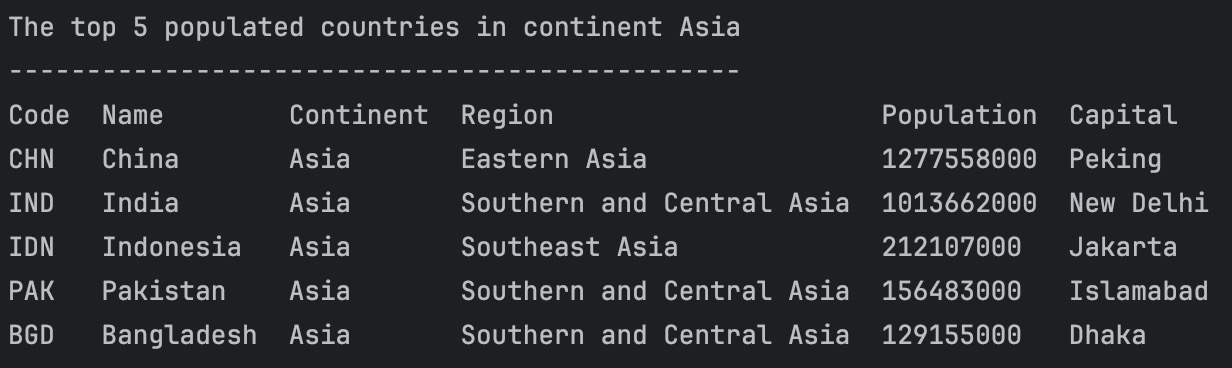 The top 5 populated countries in continent Asia
-----------------------------------------------
Code  Name        Continent  Region                     Population  Capital
CHN   China       Asia       Eastern Asia               1277558000  Peking
IND   India       Asia       Southern and Central Asia  1013662000  New Delhi
IDN   Indonesia   Asia       Southeast Asia             212107000   Jakarta
PAK   Pakistan    Asia       Southern and Central Asia  156483000   Islamabad
BGD   Bangladesh  Asia       Southern and Central Asia  129155000   Dhaka